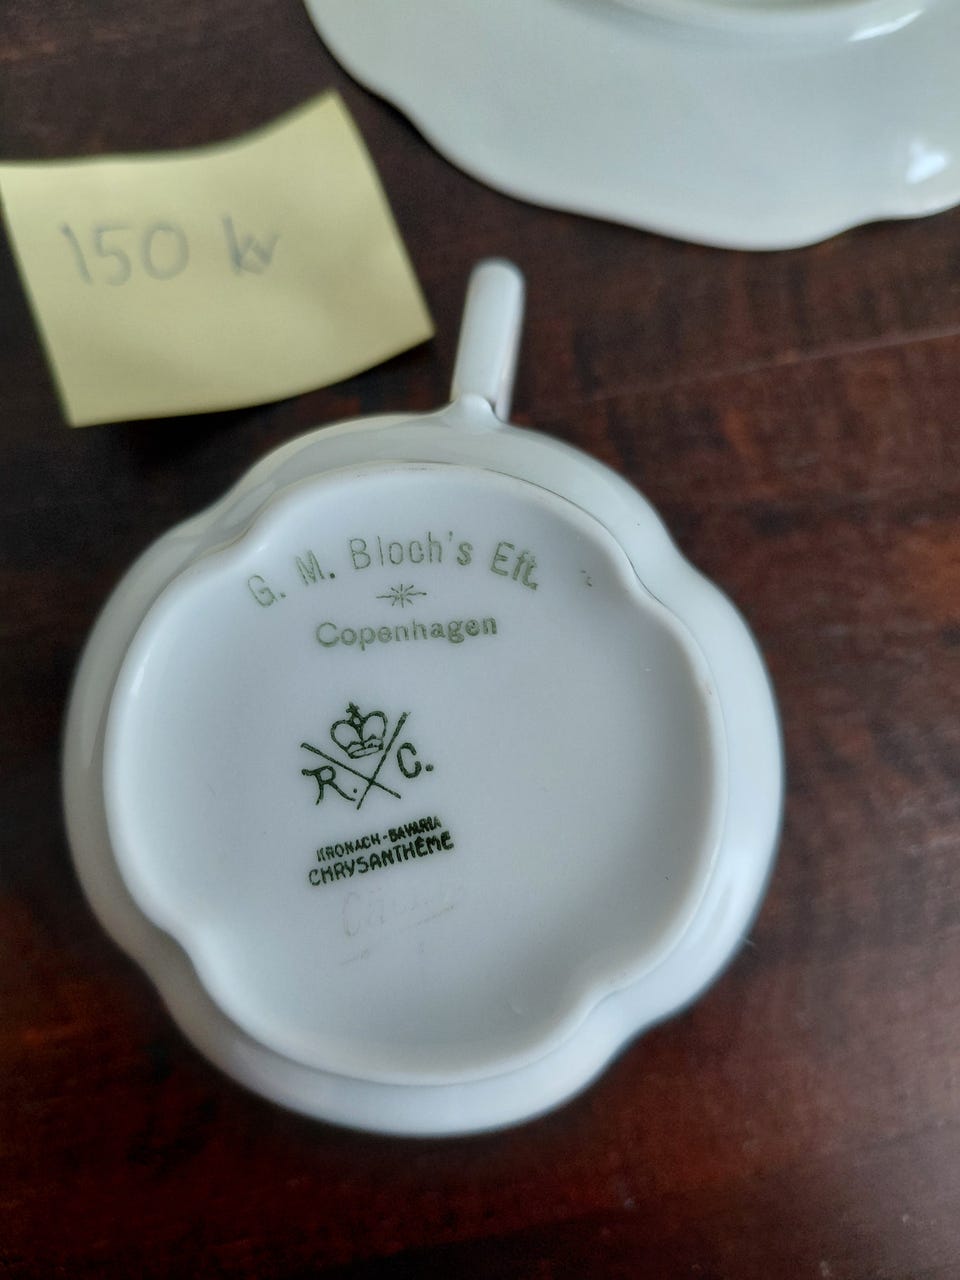 150 kr
G. M. Bloch's Eft.
Copenhagen
R. C.
KRONACH-BAVARIA
CHRYSANTHÈME